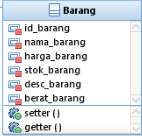 Barang
id_barang
nama_barang
harga_barang
stok_barang
desc_barang
berat_barang
setter ( )
getter ( )